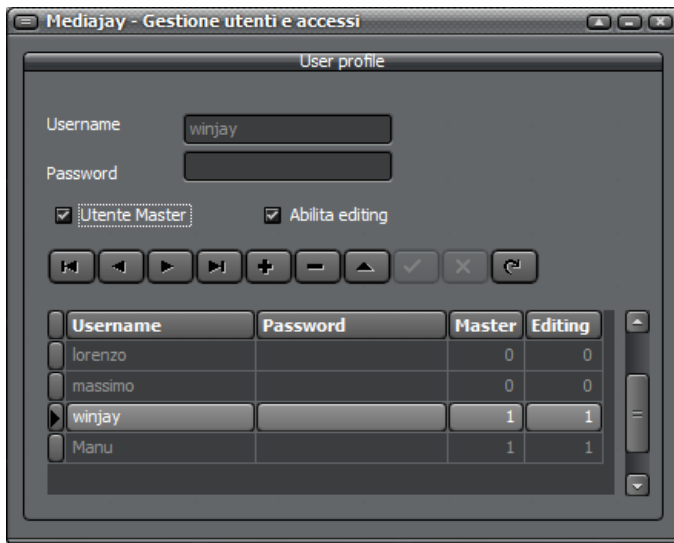 Mediajay - Gestione utenti e accessi
User profile
Username winjay
Password
Utente Master Abilita editing
Username Password Master Editing
lorenzo 0 0
massimo 0 0
winjay 1 1
Manu 1 1